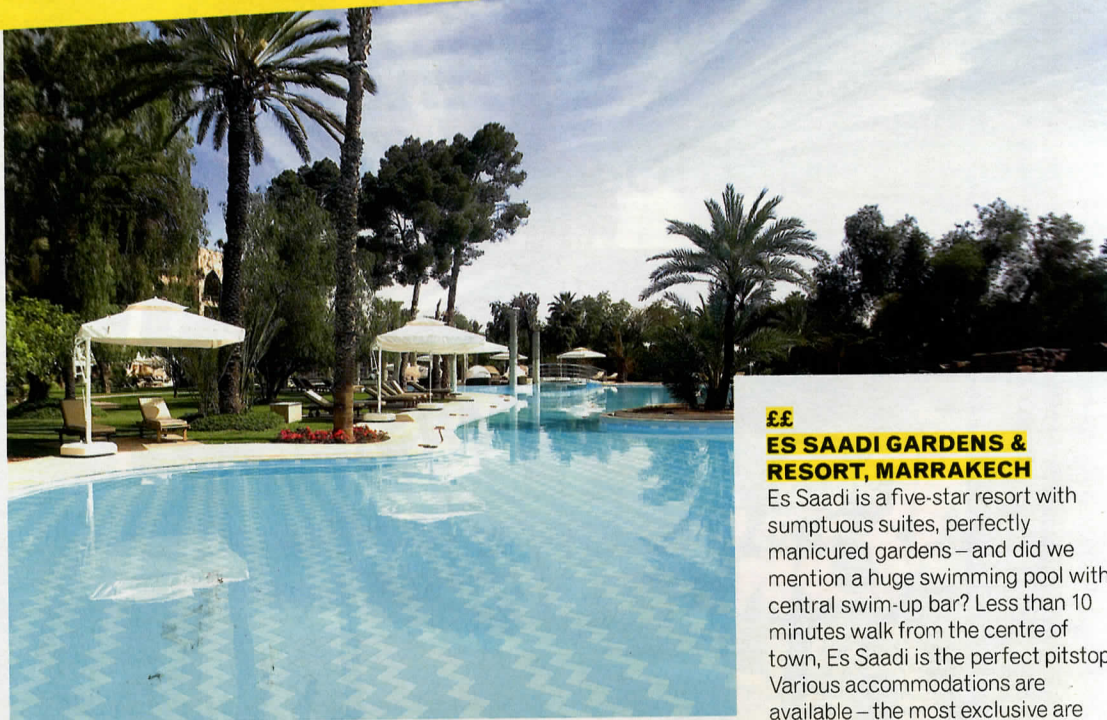 ££
ES SAADI GARDENS &
RESORT, MARRAKECH
Es Saadi is a five-star resort with
sumptuous suites, perfectly
manicured gardens – and did we
mention a huge swimming pool with
central swim-up bar? Less than 10
minutes walk from the centre of
town, Es Saadi is the perfect pitstop
Various accommodations are
available – the most exclusive are